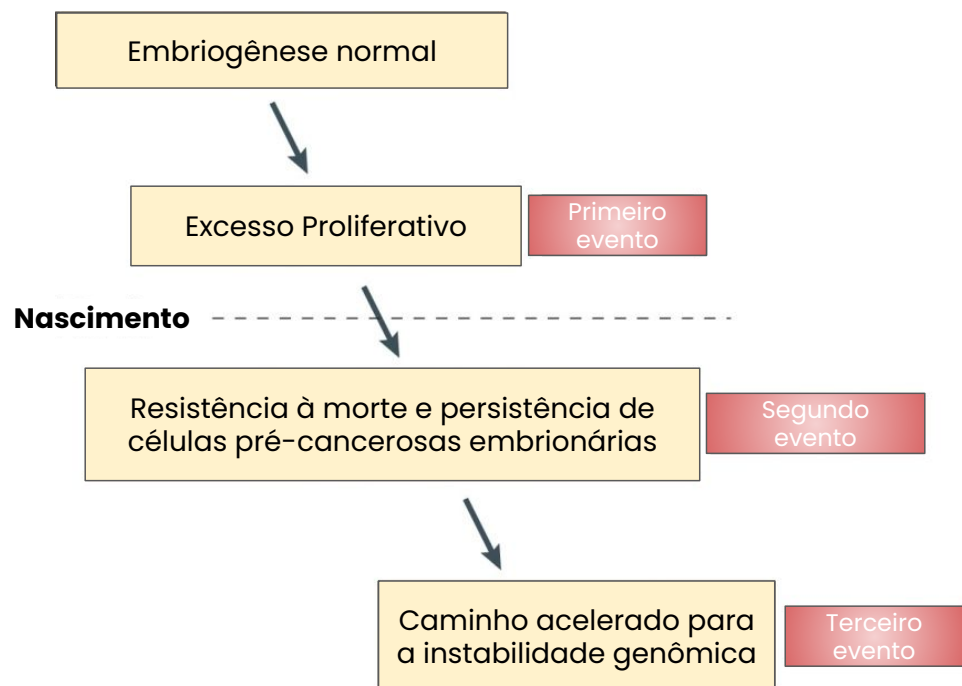 Embriogênese normal
Excesso Proliferativo
Primeiro
evento
Nascimento
Resistência à morte e persistência de
células pré-cancerosas embrionárias
Segundo
evento
Caminho acelerado para
a instabilidade genômica
Terceiro
evento